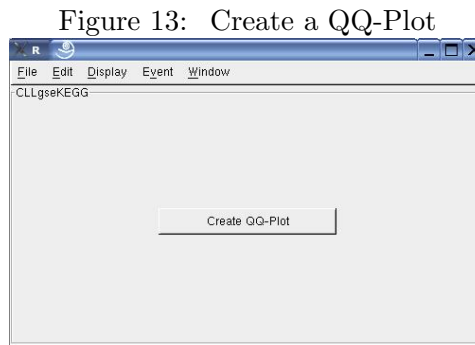 Figure 13: Create a QQ-Plot
R
File Edit Display Event Window
CLLgseKEGG
Create QQ-Plot